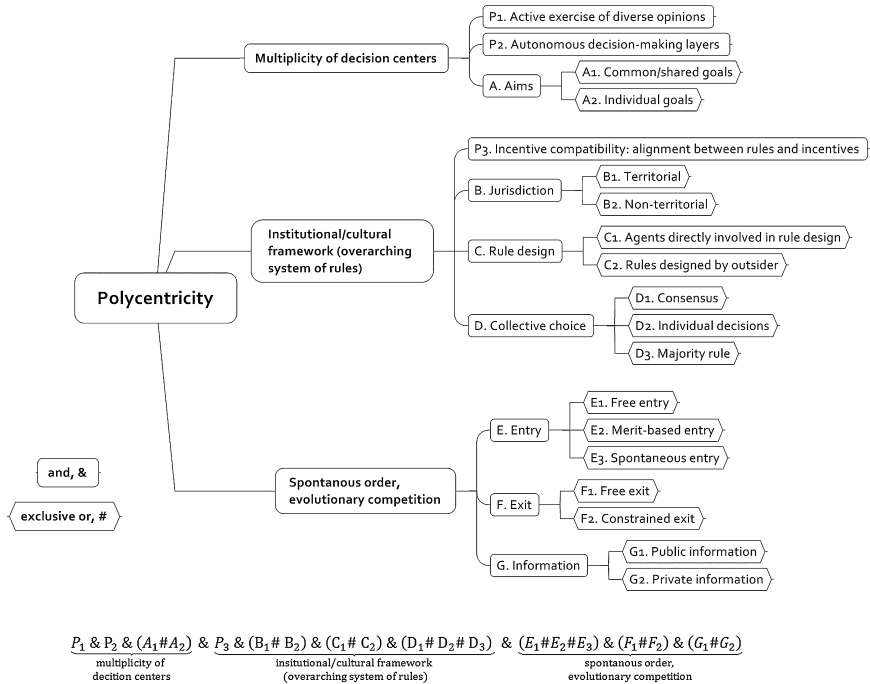 P1. Active exercise of diverse opinions
Multiplicity of decision centers
P2. Autonomous decision-making layers
A. Aims
A1. Common/shared goals
A2. Individual goals
P3. Incentive compatibility: alignment between rules and incentives
B. Jurisdiction
B1. Territorial
B2. Non-territorial
Institutional/cultural
framework (overarching
system of rules)
C. Rule design
C1. Agents directly involved in rule design
C2. Rules designed by outsider
Polycentricity
D. Collective choice
D1. Consensus
D2. Individual decisions
D3. Majority rule
E. Entry
E1. Free entry
E2. Merit-based entry
E3. Spontaneous entry
and, &
exclusive or, #
Spontanous order,
evolutionary competition
F. Exit
F1. Free exit
F2. Constrained exit
G. Information
G1. Public information
G2. Private information
P1 & P2 & (A1#A2) & P3 & (B1# B2) & (C1# C2) & (D1# D2# D3) & (E1#E2#E3) & (F1#F2) & (G1#G2)
multiplicity of
decition centers
insitutional/cultural framework
(overarching system of rules)
spontanous order,
evolutionary competition